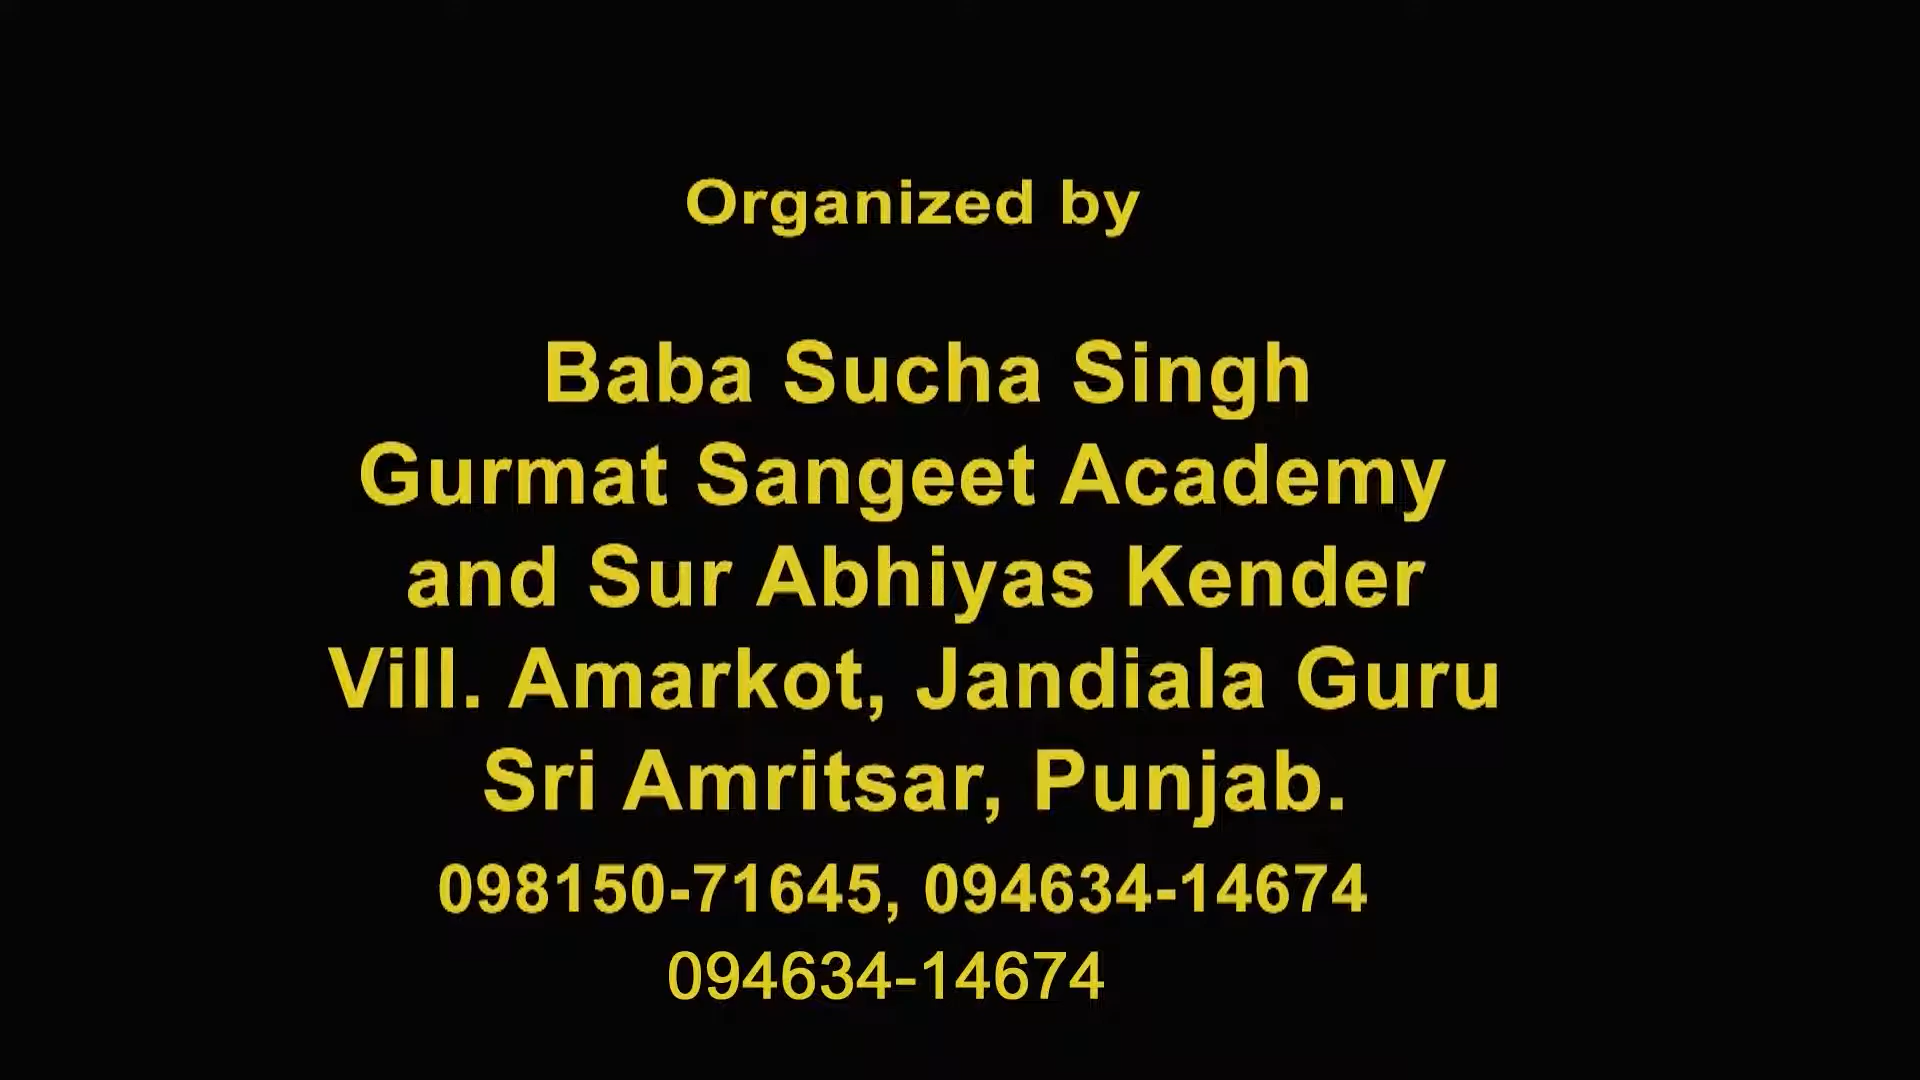 Organized by
Baba Sucha Singh
Gurmat Sangeet Academy
and Sur Abhiyas Kender
Vill. Amarkot, Jandiala Guru
Sri Amritsar, Punjab.
098150-71645, 094634-14674
094634-14674